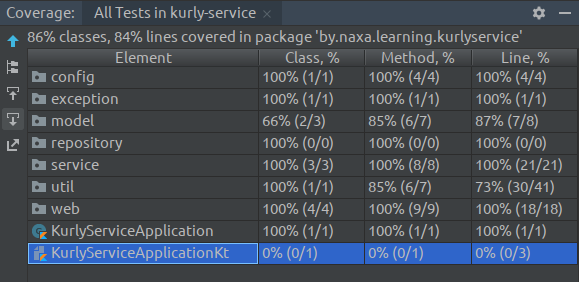 Coverage: All Tests in kurly-service ×
86% classes, 84% lines covered in package 'by.naxa.learning.kurlyservice'
Element Class, % Method, % Line, %
config 100% (1/1) 100% (4/4) 100% (4/4)
exception 100% (1/1) 100% (1/1) 100% (1/1)
model 66% (2/3) 85% (6/7) 87% (7/8)
repository 100% (0/0) 100% (0/0) 100% (0/0)
service 100% (3/3) 100% (8/8) 100% (21/21)
util 100% (1/1) 85% (6/7) 73% (30/41)
web 100% (4/4) 100% (9/9) 100% (18/18)
KurlyServiceApplication 100% (1/1) 100% (1/1) 100% (1/1)
KurlyServiceApplicationKt 0% (0/1) 0% (0/1) 0% (0/3)